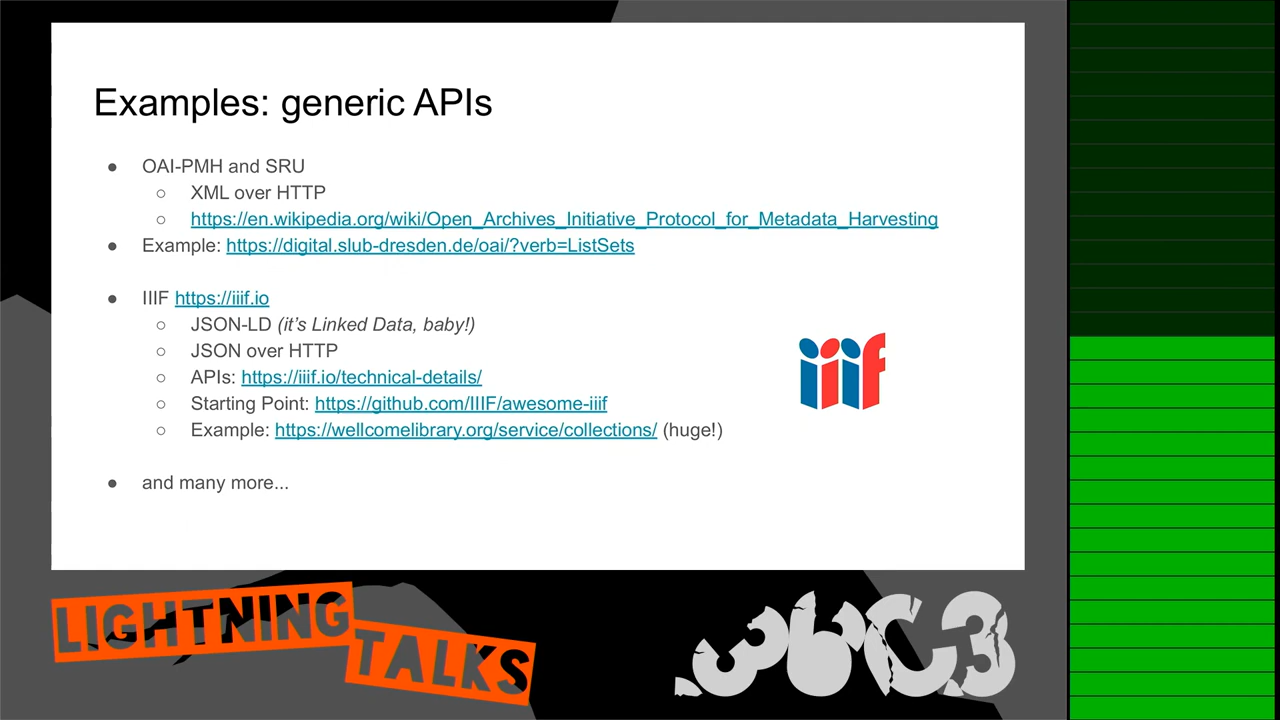 Examples: generic APIs
● OAI-PMH and SRU
○ XML over HTTP
○ https://en.wikipedia.org/wiki/Open_Archives_Initiative_Protocol_for_Metadata_Harvesting
● Example: https://digital.slub-dresden.de/oai/?verb=ListSets
● IIIF https://iiif.io
○ JSON-LD (it's Linked Data, baby!)
○ JSON over HTTP
○ APIs: https://iiif.io/technical-details/
○ Starting Point: https://github.com/IIIF/awesome-iiif
○ Example: https://wellcomelibrary.org/service/collections/ (huge!)
● and many more...
iiif
LIGHTNING
TALKS
.36C3